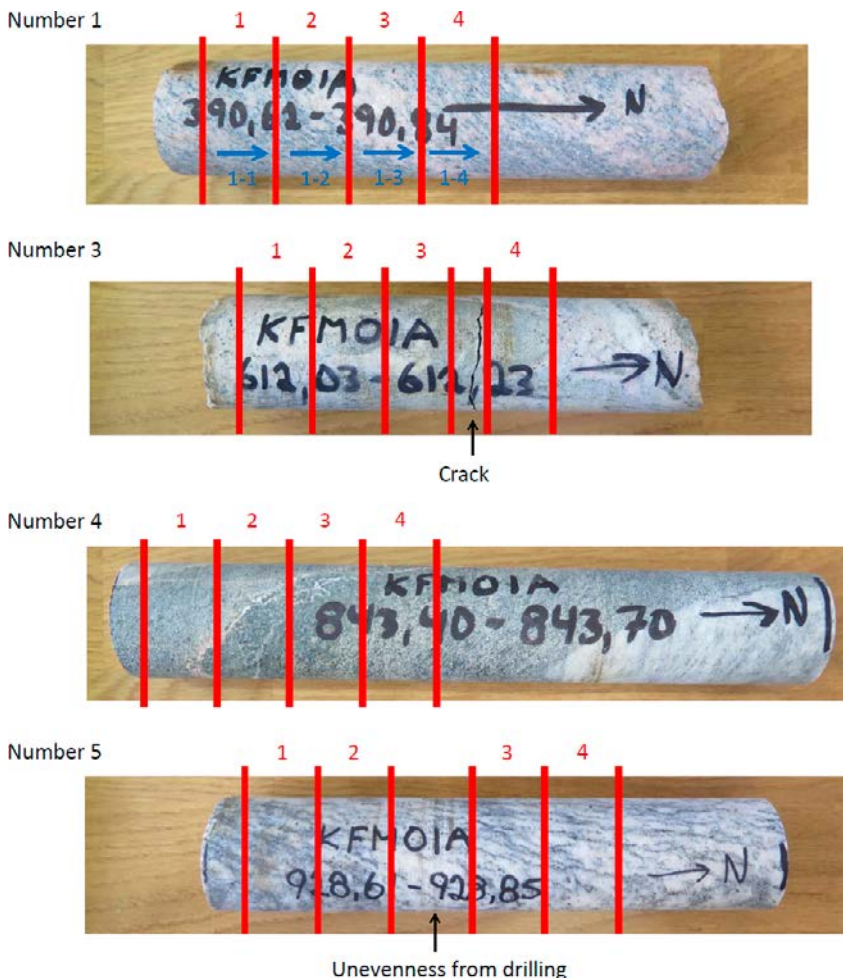 Number 1
1 2 3 4
KFM01A
390,62-390,84 → N
1-1 1-2 1-3 1-4
Number 3
1 2 3 4
KFM01A
612,03-612,23 → N
Crack
Number 4
1 2 3 4
KFM01A
843,40-843,70 → N
Number 5
1 2 3 4
KFM01A
928,61-928,85 → N
Unevenness from drilling